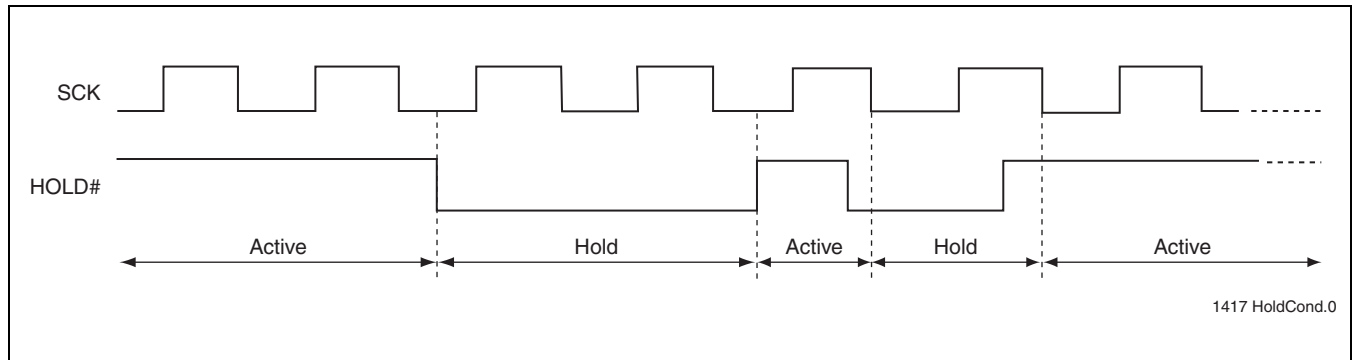 SCK
HOLD#
Active
Hold
Active
Hold
Active
1417 HoldCond.0